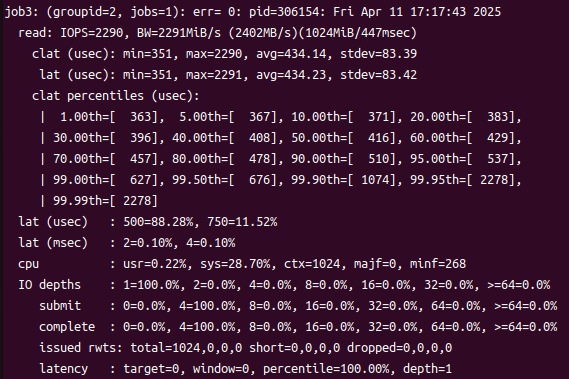 job3: (groupid=2, jobs=1): err= 0: pid=306154: Fri Apr 11 17:17:43 2025
  read: IOPS=2290, BW=2291MiB/s (2402MB/s)(1024MiB/447msec)
    clat (usec): min=351, max=2290, avg=434.14, stdev=83.39
     lat (usec): min=351, max=2291, avg=434.23, stdev=83.42
    clat percentiles (usec):
     |  1.00th=[  363],  5.00th=[  367], 10.00th=[  371], 20.00th=[  383],
     | 30.00th=[  396], 40.00th=[  408], 50.00th=[  416], 60.00th=[  429],
     | 70.00th=[  457], 80.00th=[  478], 90.00th=[  510], 95.00th=[  537],
     | 99.00th=[  627], 99.50th=[  676], 99.90th=[ 1074], 99.95th=[ 2278],
     | 99.99th=[ 2278]
  lat (usec)   : 500=88.28%, 750=11.52%
  lat (msec)   : 2=0.10%, 4=0.10%
  cpu          : usr=0.22%, sys=28.70%, ctx=1024, majf=0, minf=268
  IO depths    : 1=100.0%, 2=0.0%, 4=0.0%, 8=0.0%, 16=0.0%, 32=0.0%, >=64=0.0%
     submit    : 0=0.0%, 4=100.0%, 8=0.0%, 16=0.0%, 32=0.0%, 64=0.0%, >=64=0.0%
     complete  : 0=0.0%, 4=100.0%, 8=0.0%, 16=0.0%, 32=0.0%, 64=0.0%, >=64=0.0%
     issued rwts: total=1024,0,0,0 short=0,0,0,0 dropped=0,0,0,0
     latency   : target=0, window=0, percentile=100.00%, depth=1